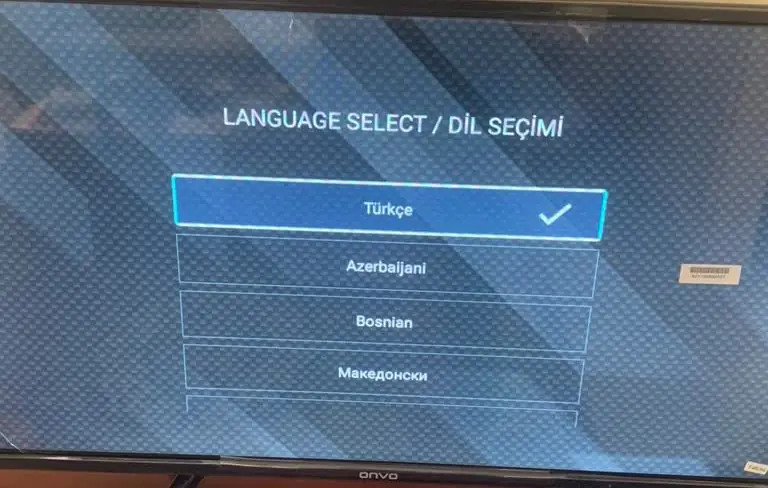 LANGUAGE SELECT / DİL SEÇİMİ
Türkçe
Azerbaijani
Bosnian
Македонски
onvo